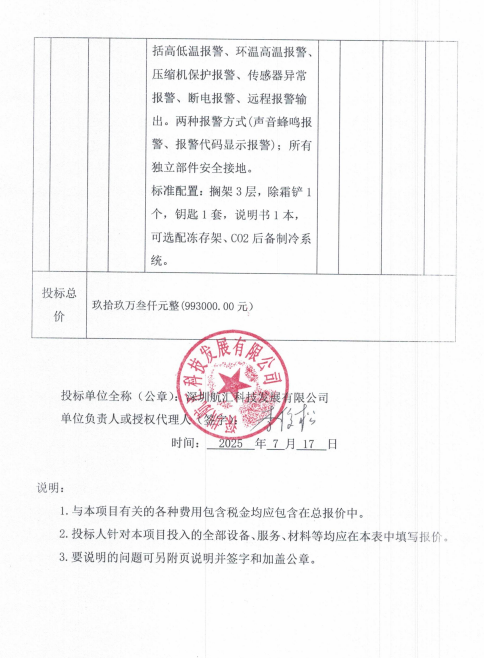 括高低温报警、环温高温报警、
压缩机保护报警、传感器异常
报警、断电报警、远程报警输
出。两种报警方式(声音蜂鸣报
警、报警代码显示报警)；所有
独立部件安全接地。
标准配置：搁架 3 层，除霜铲 1
个，钥匙 1 套，说明书 1 本，
可选配冻存架、CO2 后备制冷系
统。
投标总
价
玖拾玖万叁仟元整(993000.00 元)
投标单位全称（公章）：深圳航汇科技发展有限公司
单位负责人或授权代理人（签字）：
时间： 2025 年 7 月 17 日
说明：
1. 与本项目有关的各种费用包含税金均应包含在总报价中。
2. 投标人针对本项目投入的全部设备、服务、材料等均应在本表中填写报价。
3. 要说明的问题可另附页说明并签字和加盖公章。